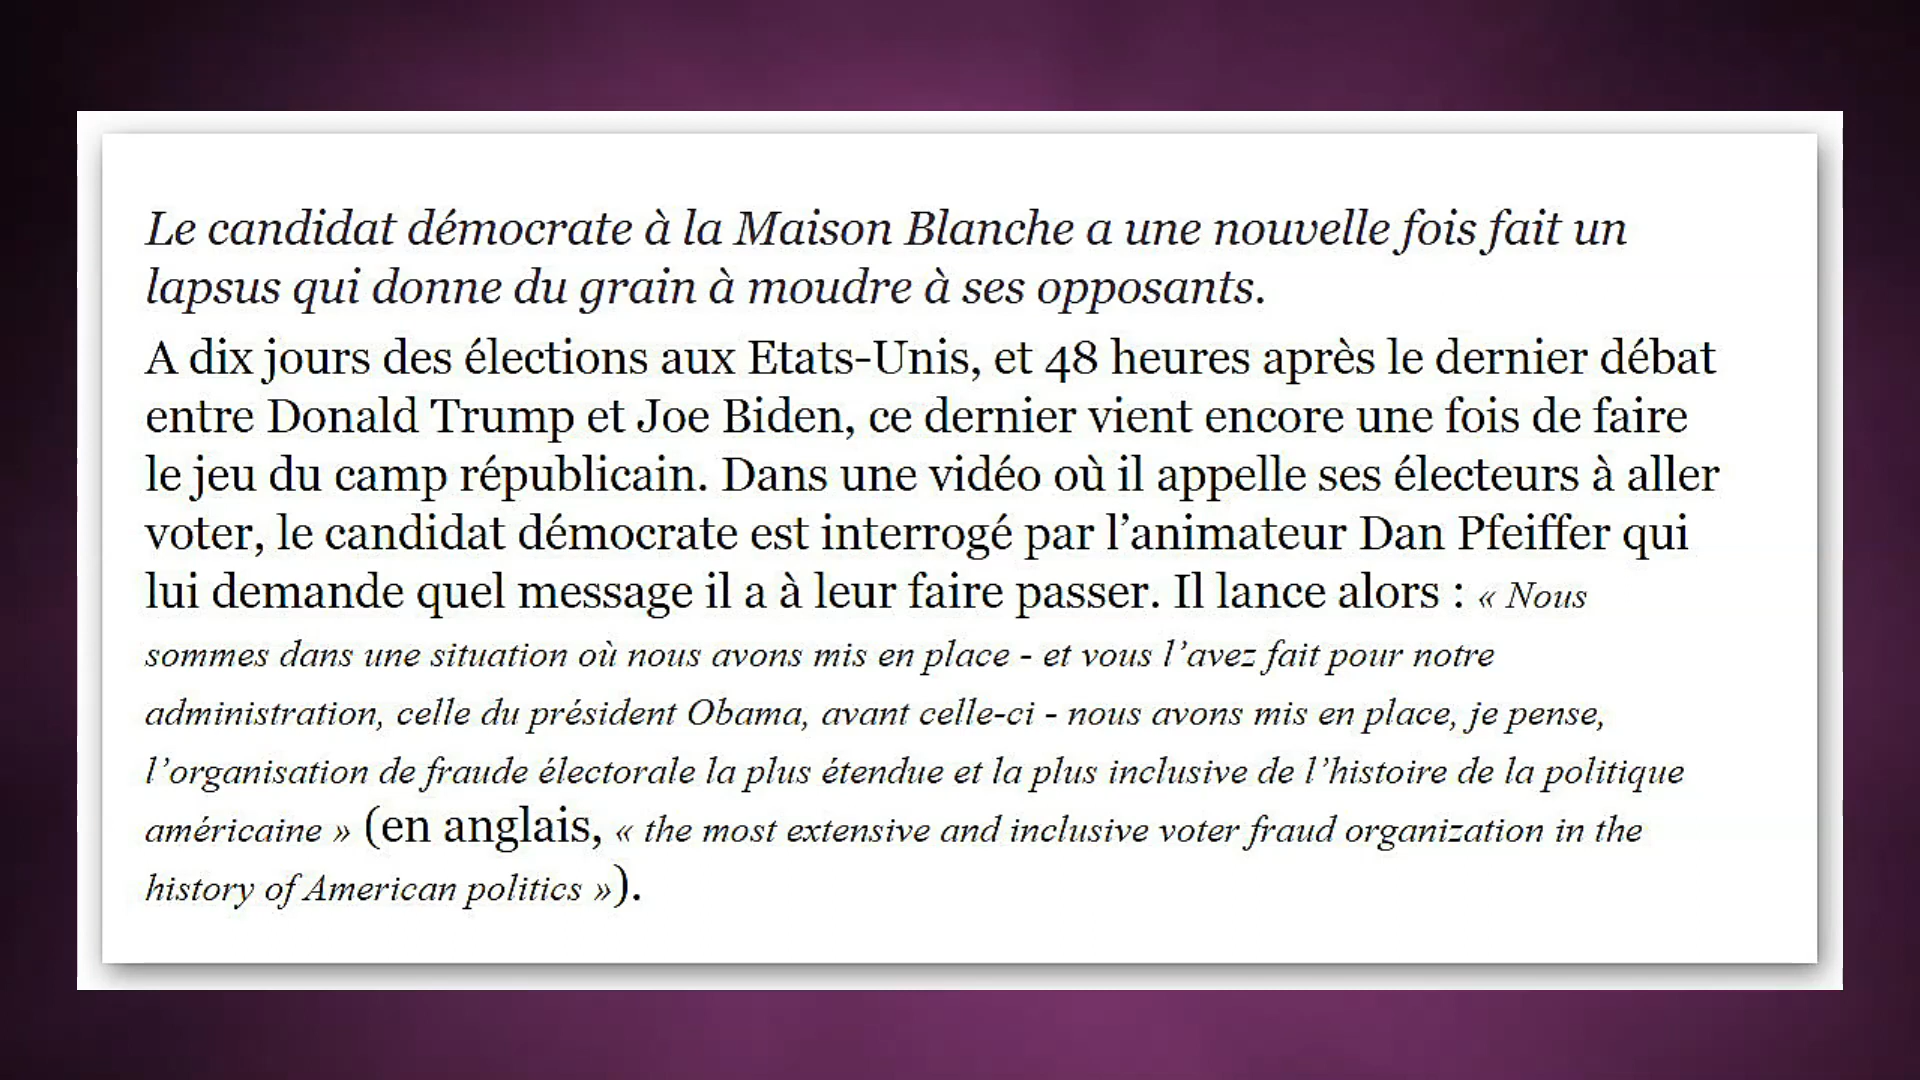 Le candidat démocrate à la Maison Blanche a une nouvelle fois fait un
lapsus qui donne du grain à moudre à ses opposants.
A dix jours des élections aux Etats-Unis, et 48 heures après le dernier débat
entre Donald Trump et Joe Biden, ce dernier vient encore une fois de faire
le jeu du camp républicain. Dans une vidéo où il appelle ses électeurs à aller
voter, le candidat démocrate est interrogé par l’animateur Dan Pfeiffer qui
lui demande quel message il a à leur faire passer. Il lance alors : « Nous
sommes dans une situation où nous avons mis en place - et vous l’avez fait pour notre
administration, celle du président Obama, avant celle-ci - nous avons mis en place, je pense,
l’organisation de fraude électorale la plus étendue et la plus inclusive de l’histoire de la politique
américaine » (en anglais, « the most extensive and inclusive voter fraud organization in the
history of American politics »).